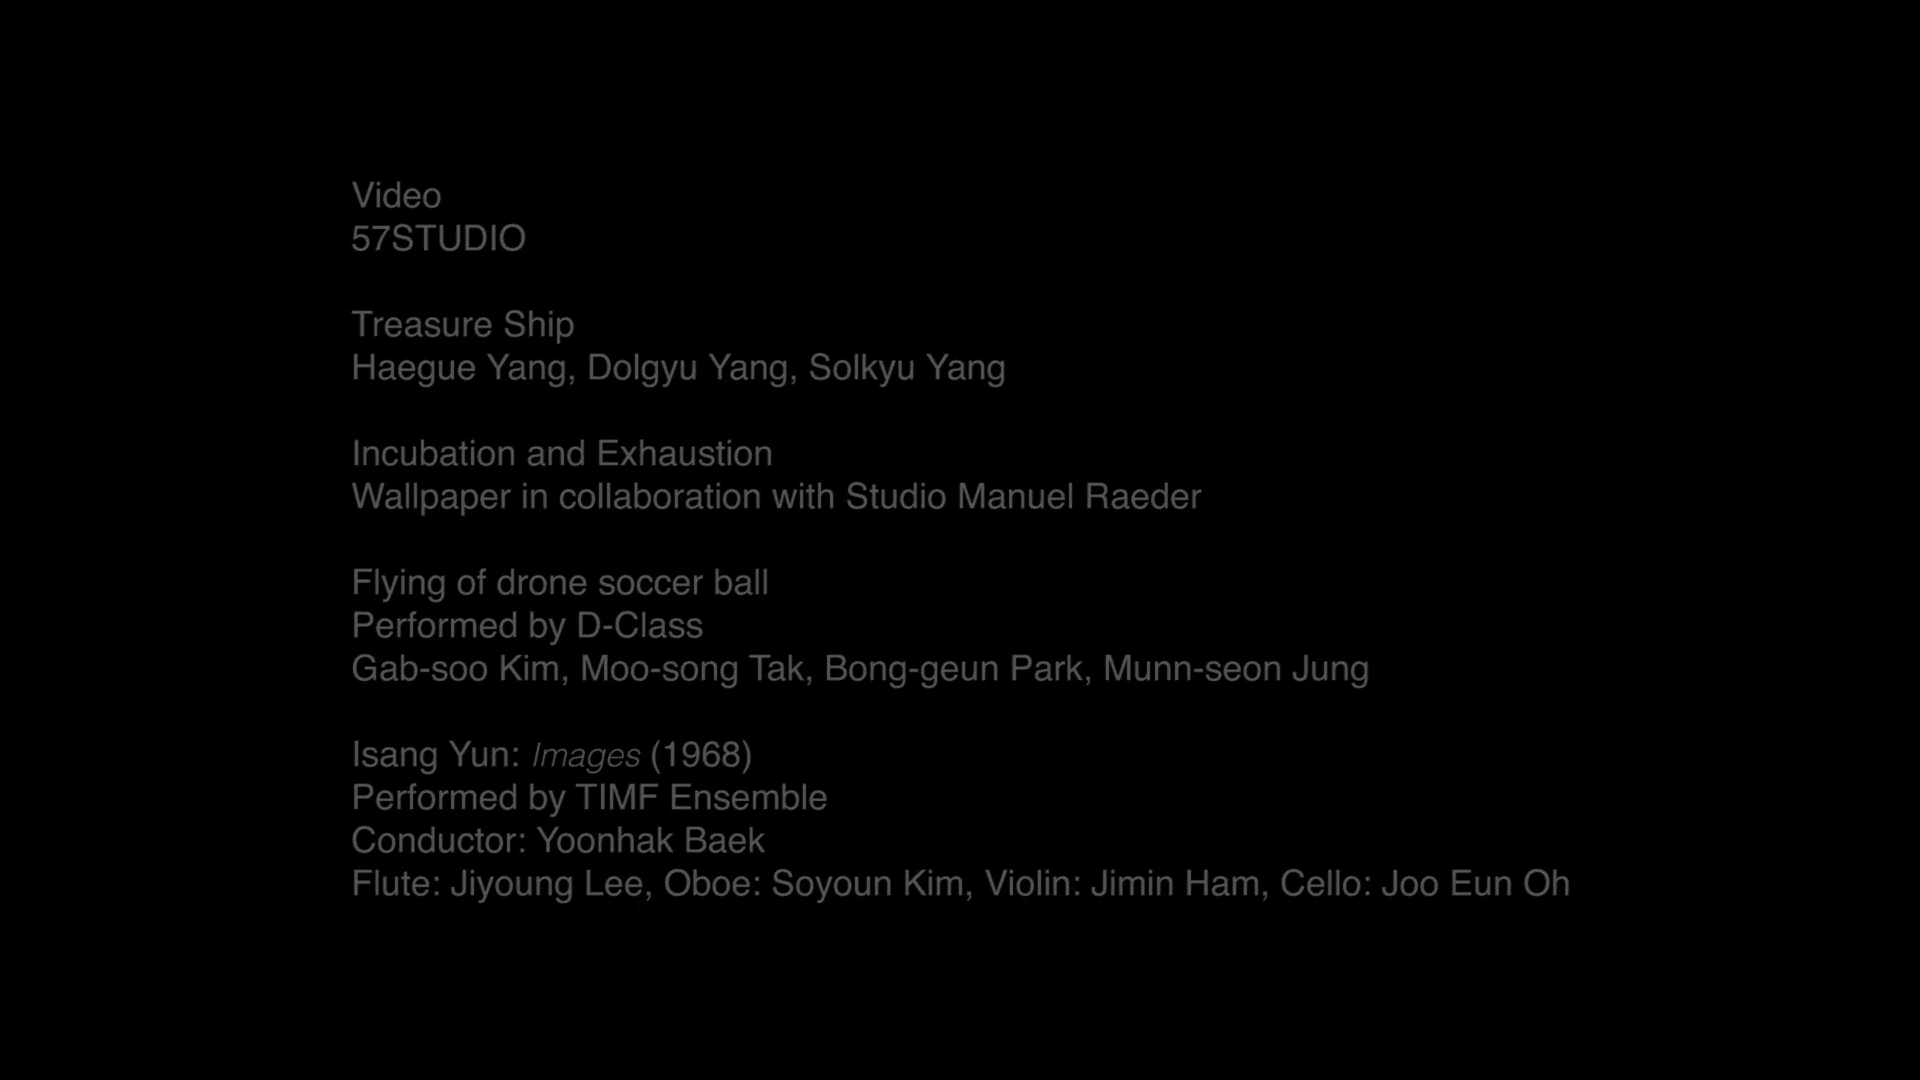 Video
57STUDIO
Treasure Ship
Haegue Yang, Dolgyu Yang, Solkyu Yang
Incubation and Exhaustion
Wallpaper in collaboration with Studio Manuel Raeder
Flying of drone soccer ball
Performed by D-Class
Gab-soo Kim, Moo-song Tak, Bong-geun Park, Munn-seon Jung
Isang Yun: Images (1968)
Performed by TIMF Ensemble
Conductor: Yoonhak Baek
Flute: Jiyoung Lee, Oboe: Soyoun Kim, Violin: Jimin Ham, Cello: Joo Eun Oh